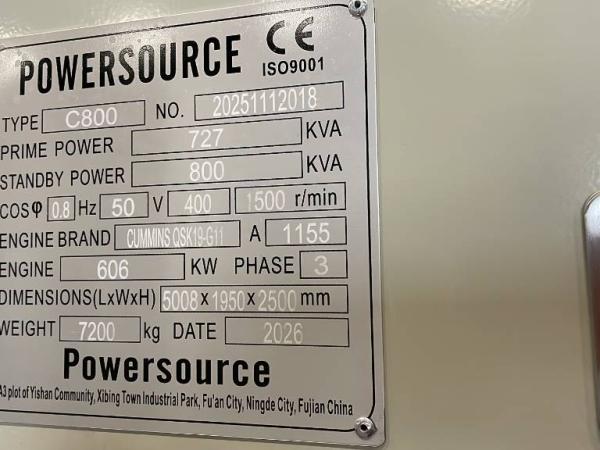 POWERSOURCE CE
ISO9001
TYPE C800 NO. 20251112018
PRIME POWER 727 KVA
STANDBY POWER 800 KVA
COSφ 0.8 Hz 50 V 400 1500 r/min
ENGINE BRAND CUMMINS QSK19-G11 A 1155
ENGINE 606 KW PHASE 3
DIMENSIONS(LxWxH) 5008 x 1950 x 2500 mm
WEIGHT 7200 kg DATE 2026
Powersource
A3 plot of Yishan Community, Xibing Town Industrial Park, Fu'an City, Ningde City, Fujian China